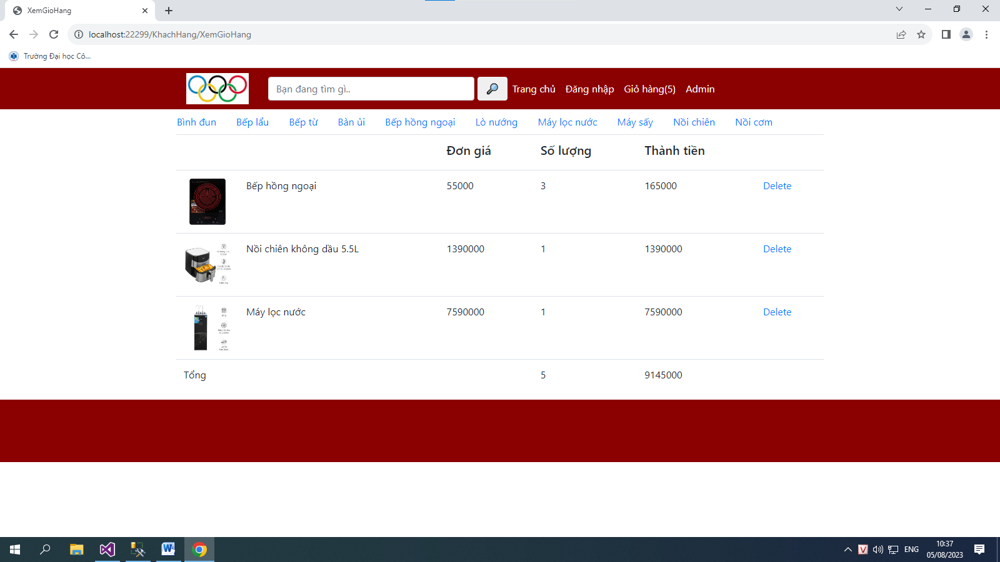 XemGioHang
localhost:22299/KhachHang/XemGioHang
Trường Đại học Cô...
Bạn đang tìm gì..
Trang chủ Đăng nhập Giỏ hàng(5) Admin
Bình đun Bếp lẩu Bếp từ Bàn ủi Bếp hồng ngoại Lò nướng Máy lọc nước Máy sấy Nồi chiên Nồi cơm
Đơn giá Số lượng Thành tiền
Bếp hồng ngoại 55000 3 165000 Delete
Nồi chiên không dầu 5.5L 1390000 1 1390000 Delete
Máy lọc nước 7590000 1 7590000 Delete
Tổng 5 9145000
ENG
10:37
05/08/2023